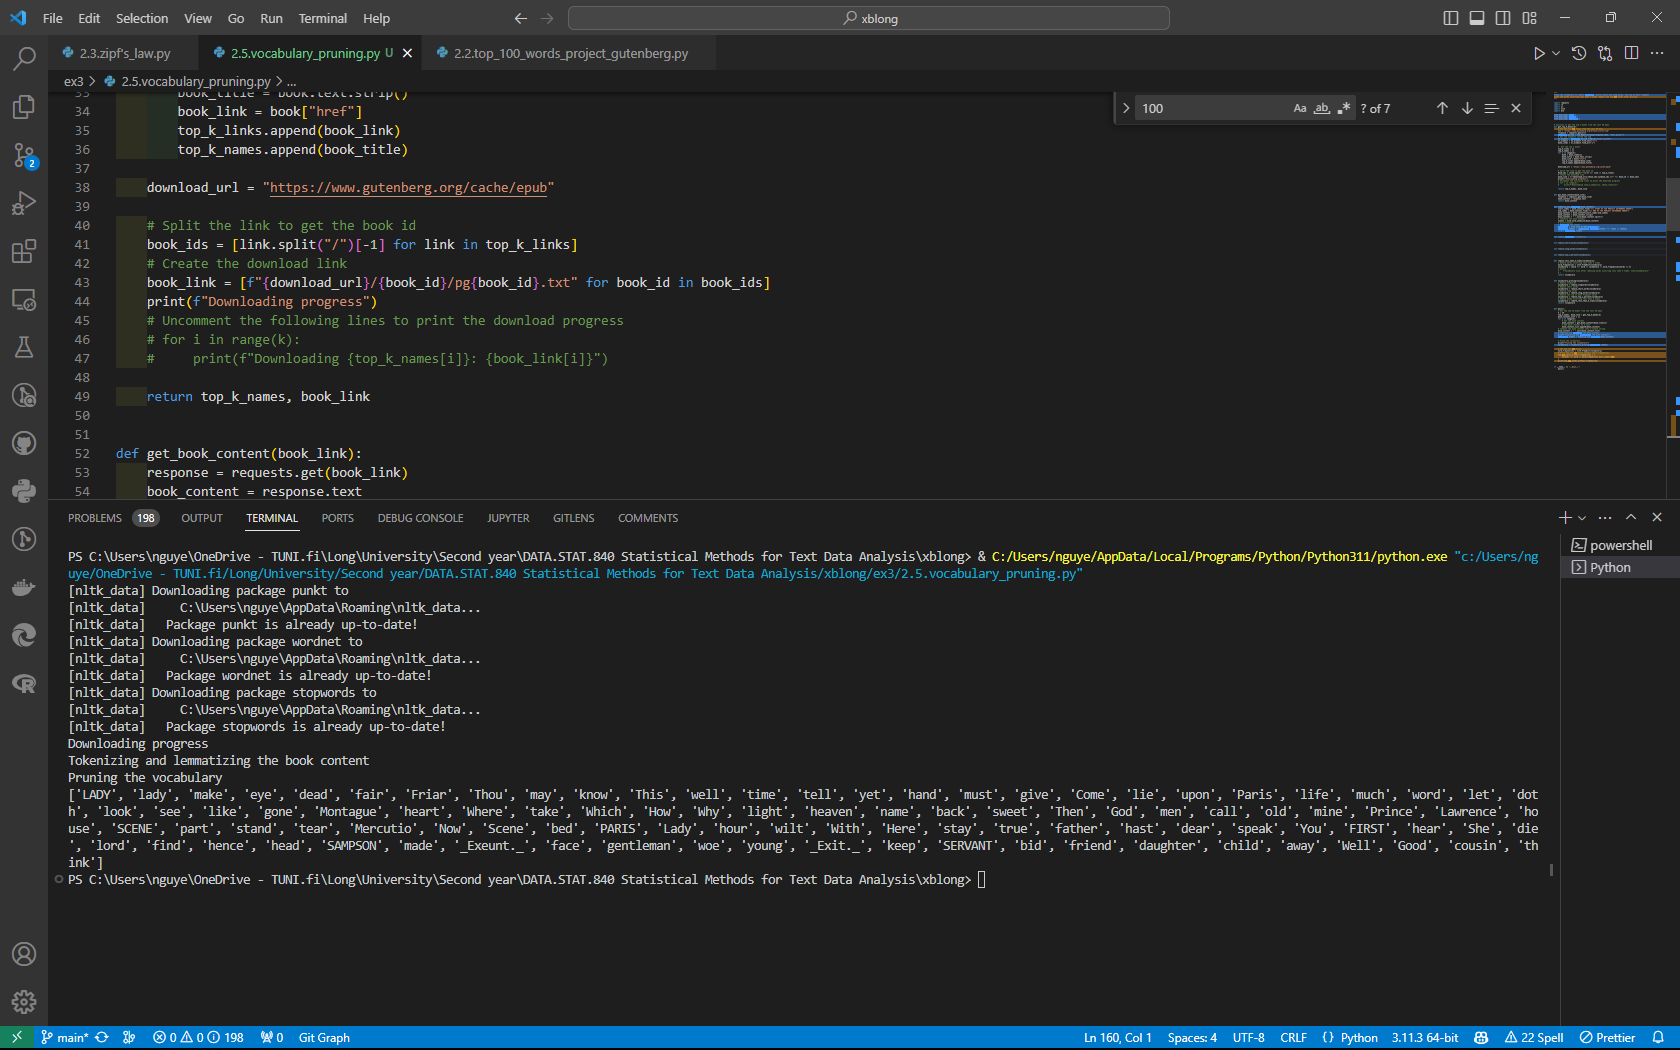 File Edit Selection View Go Run Terminal Help
xblong
2.3.zipf's_law.py
2.5.vocabulary_pruning.py U
2.2.top_100_words_project_gutenberg.py
ex3 > 2.5.vocabulary_pruning.py > ...
100 Aa ab ? of 7
33 book_title = book.text.strip()
34 book_link = book["href"]
35 top_k_links.append(book_link)
36 top_k_names.append(book_title)
37
38 download_url = "https://www.gutenberg.org/cache/epub"
39
40 # Split the link to get the book id
41 book_ids = [link.split("/")[-1] for link in top_k_links]
42 # Create the download link
43 book_link = [f"{download_url}/{book_id}/pg{book_id}.txt" for book_id in book_ids]
44 print(f"Downloading progress")
45 # Uncomment the following lines to print the download progress
46 # for i in range(k):
47 #     print(f"Downloading {top_k_names[i]}: {book_link[i]}")
48
49 return top_k_names, book_link
50
51
52 def get_book_content(book_link):
53 response = requests.get(book_link)
54 book_content = response.text
PROBLEMS 198 OUTPUT TERMINAL PORTS DEBUG CONSOLE JUPYTER GITLENS COMMENTS
powershell
Python
PS C:\Users\nguye\OneDrive - TUNI.fi\Long\University\Second year\DATA.STAT.840 Statistical Methods for Text Data Analysis\xblong> & C:/Users/nguye/AppData/Local/Programs/Python/Python311/python.exe "c:/Users/ng
uye/OneDrive - TUNI.fi/Long/University/Second year/DATA.STAT.840 Statistical Methods for Text Data Analysis/xblong/ex3/2.5.vocabulary_pruning.py"
[nltk_data] Downloading package punkt to
[nltk_data]     C:\Users\nguye\AppData\Roaming\nltk_data...
[nltk_data]   Package punkt is already up-to-date!
[nltk_data] Downloading package wordnet to
[nltk_data]     C:\Users\nguye\AppData\Roaming\nltk_data...
[nltk_data]   Package wordnet is already up-to-date!
[nltk_data] Downloading package stopwords to
[nltk_data]     C:\Users\nguye\AppData\Roaming\nltk_data...
[nltk_data]   Package stopwords is already up-to-date!
Downloading progress
Tokenizing and lemmatizing the book content
Pruning the vocabulary
['LADY', 'lady', 'make', 'eye', 'dead', 'fair', 'Friar', 'Thou', 'may', 'know', 'This', 'well', 'time', 'tell', 'yet', 'hand', 'must', 'give', 'Come', 'lie', 'upon', 'Paris', 'life', 'much', 'word', 'let', 'dot
h', 'look', 'see', 'like', 'gone', 'Montague', 'heart', 'Where', 'take', 'Which', 'How', 'Why', 'light', 'heaven', 'name', 'back', 'sweet', 'Then', 'God', 'men', 'call', 'old', 'mine', 'Prince', 'Lawrence', 'ho
use', 'SCENE', 'part', 'stand', 'tear', 'Mercutio', 'Now', 'Scene', 'bed', 'PARIS', 'Lady', 'hour', 'wilt', 'With', 'Here', 'stay', 'true', 'father', 'hast', 'dear', 'speak', 'You', 'FIRST', 'hear', 'She', 'die
', 'lord', 'find', 'hence', 'head', 'SAMPSON', 'made', '_Exeunt._', 'face', 'gentleman', 'woe', 'young', '_Exit._', 'keep', 'SERVANT', 'bid', 'friend', 'daughter', 'child', 'away', 'Well', 'Good', 'cousin', 'th
ink']
PS C:\Users\nguye\OneDrive - TUNI.fi\Long\University\Second year\DATA.STAT.840 Statistical Methods for Text Data Analysis\xblong>
2
main* 0 0 198 0 Git Graph
Ln 160, Col 1 Spaces: 4 UTF-8 CRLF {} Python 3.11.3 64-bit 22 Spell Prettier